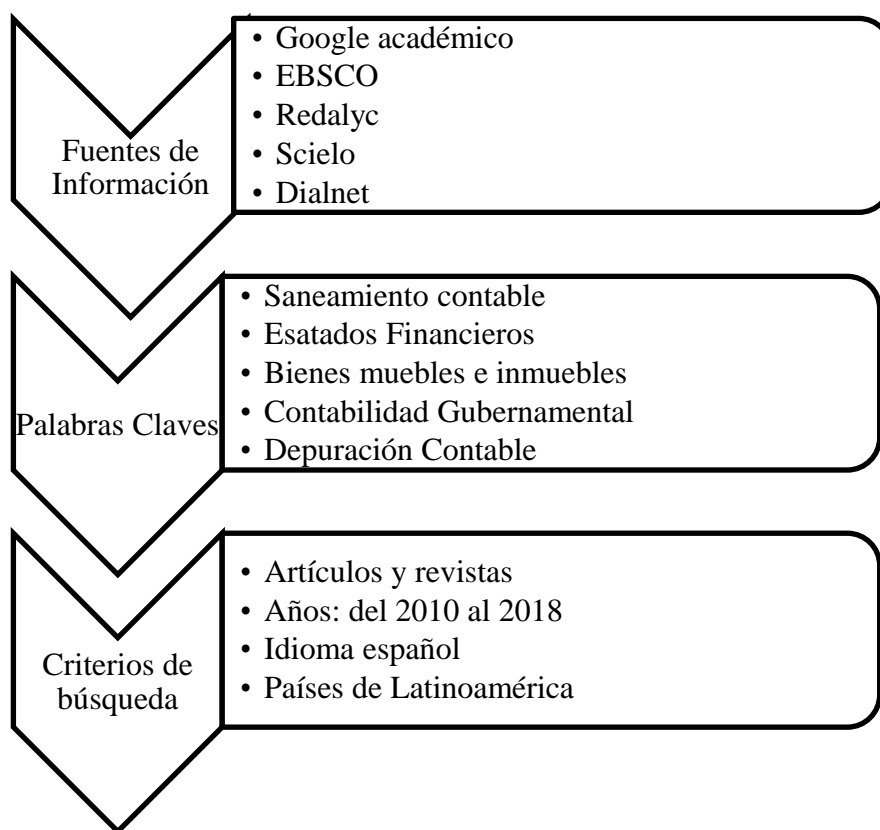 Fuentes de
Información
• Google académico
• EBSCO
• Redalyc
• Scielo
• Dialnet
Palabras Claves
• Saneamiento contable
• Esatados Financieros
• Bienes muebles e inmuebles
• Contabilidad Gubernamental
• Depuración Contable
Criterios de
búsqueda
• Artículos y revistas
• Años: del 2010 al 2018
• Idioma español
• Países de Latinoamérica